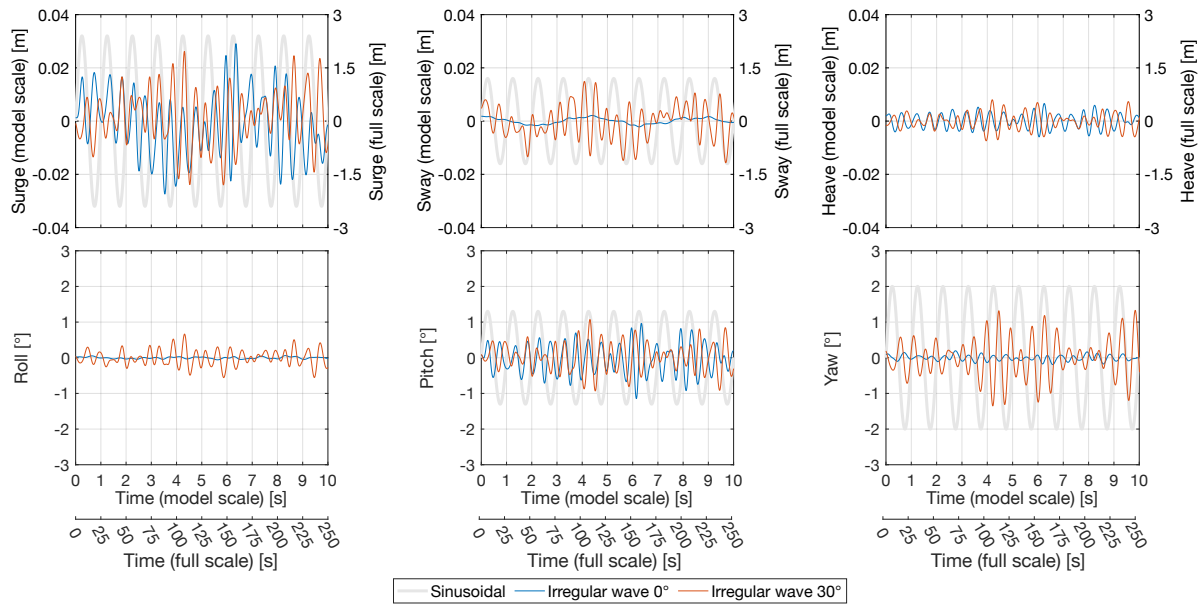 0.04
0.02
0
-0.02
-0.04
Surge (model scale) [m]
3
1.5
0
-1.5
-3
Surge (full scale) [m]
0.04
0.02
0
-0.02
-0.04
Sway (model scale) [m]
3
1.5
0
-1.5
-3
Sway (full scale) [m]
0.04
0.02
0
-0.02
-0.04
Heave (model scale) [m]
3
1.5
0
-1.5
-3
Heave (full scale) [m]
3
2
1
0
-1
-2
-3
Roll [°]
0 1 2 3 4 5 6 7 8 9 10
Time (model scale) [s]
0 25 50 75 100 125 150 175 200 225 250
Time (full scale) [s]
3
2
1
0
-1
-2
-3
Pitch [°]
0 1 2 3 4 5 6 7 8 9 10
Time (model scale) [s]
0 25 50 75 100 125 150 175 200 225 250
Time (full scale) [s]
3
2
1
0
-1
-2
-3
Yaw [°]
0 1 2 3 4 5 6 7 8 9 10
Time (model scale) [s]
0 25 50 75 100 125 150 175 200 225 250
Time (full scale) [s]
Sinusoidal Irregular wave 0° Irregular wave 30°